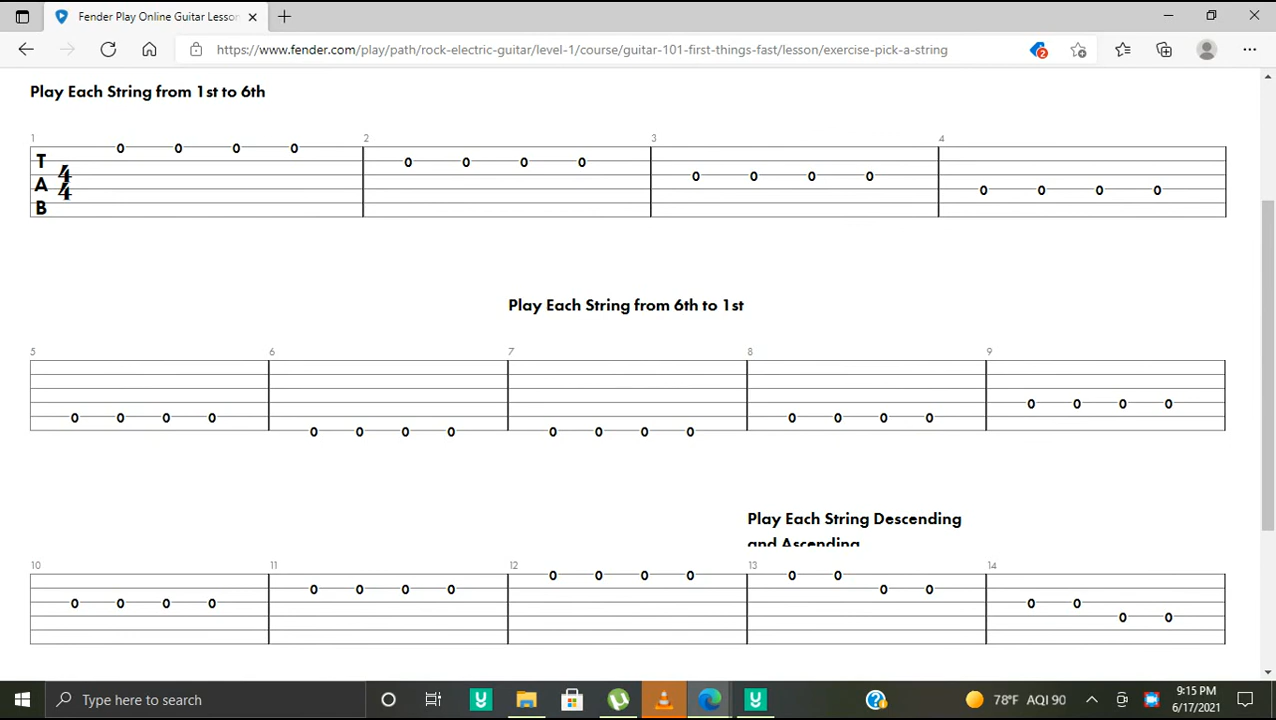 Fender Play Online Guitar Lesson
https://www.fender.com/play/path/rock-electric-guitar/level-1/course/guitar-101-first-things-fast/lesson/exercise-pick-a-string
2
Play Each String from 1st to 6th
1 2 3 4
T A B
4 4
0 0 0 0 0 0 0 0 0 0 0 0 0 0 0 0
Play Each String from 6th to 1st
5 6 7 8 9
0 0 0 0 0 0 0 0 0 0 0 0 0 0 0 0 0 0 0 0
Play Each String Descending
and Ascending
10 11 12 13 14
0 0 0 0 0 0 0 0 0 0 0 0 0 0 0 0 0 0 0 0
Type here to search
78°F AQI 90
9:15 PM
6/17/2021